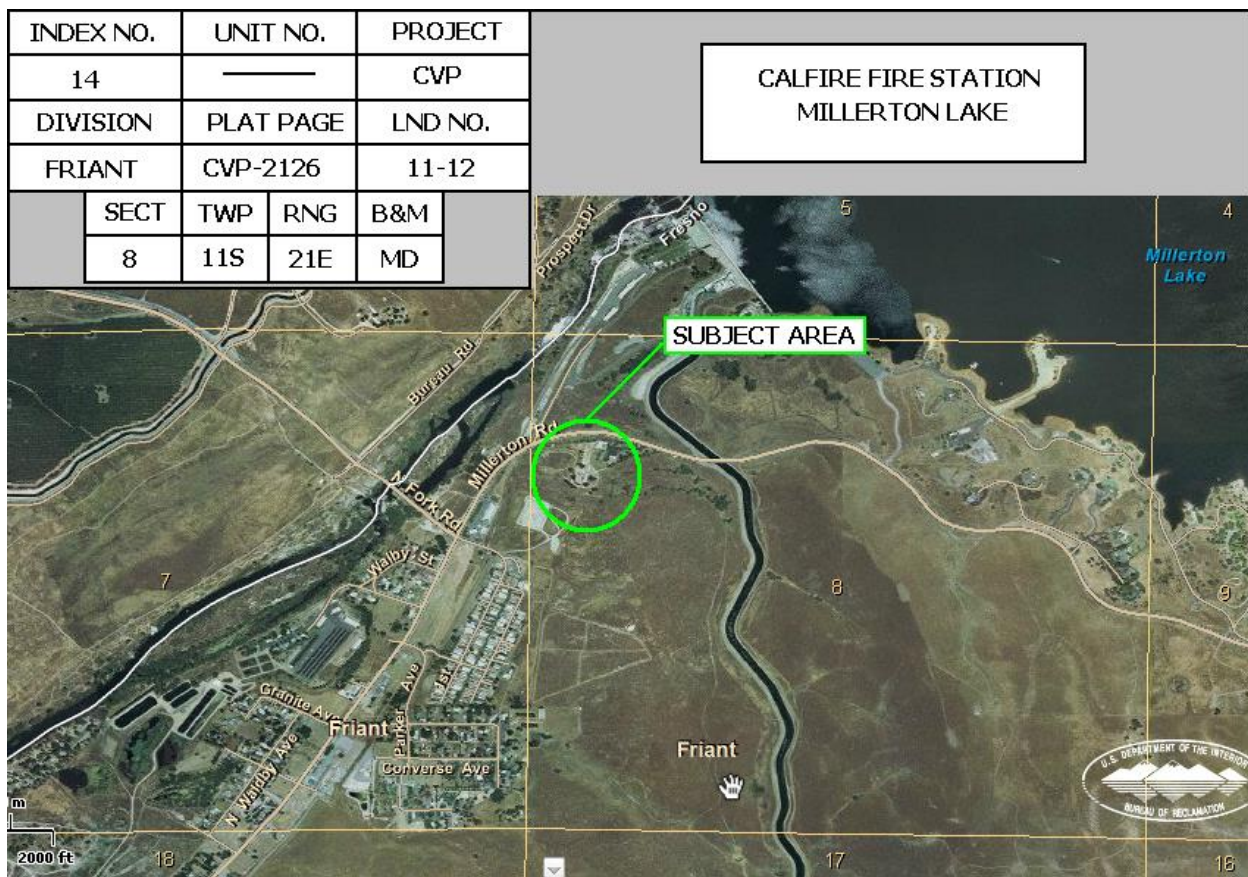 INDEX NO. UNIT NO. PROJECT
14 —— CVP
DIVISION PLAT PAGE LND NO.
FRIANT CVP-2126 11-12
SECT TWP RNG B&M
8 11S 21E MD
CALFIRE FIRE STATION
MILLERTON LAKE
5
4
Prospect Dr
Fresno
Millerton
Lake
SUBJECT AREA
Bureau Rd
Millerton Rd
N Fork Rd
7
Walby St
8
9
1st
Parker Ave
Granite Ave
Friant
Friant
N Waldby Ave
Converse Ave
U.S. DEPARTMENT OF THE INTERIOR
BUREAU OF RECLAMATION
m
2000 ft
18
17
16